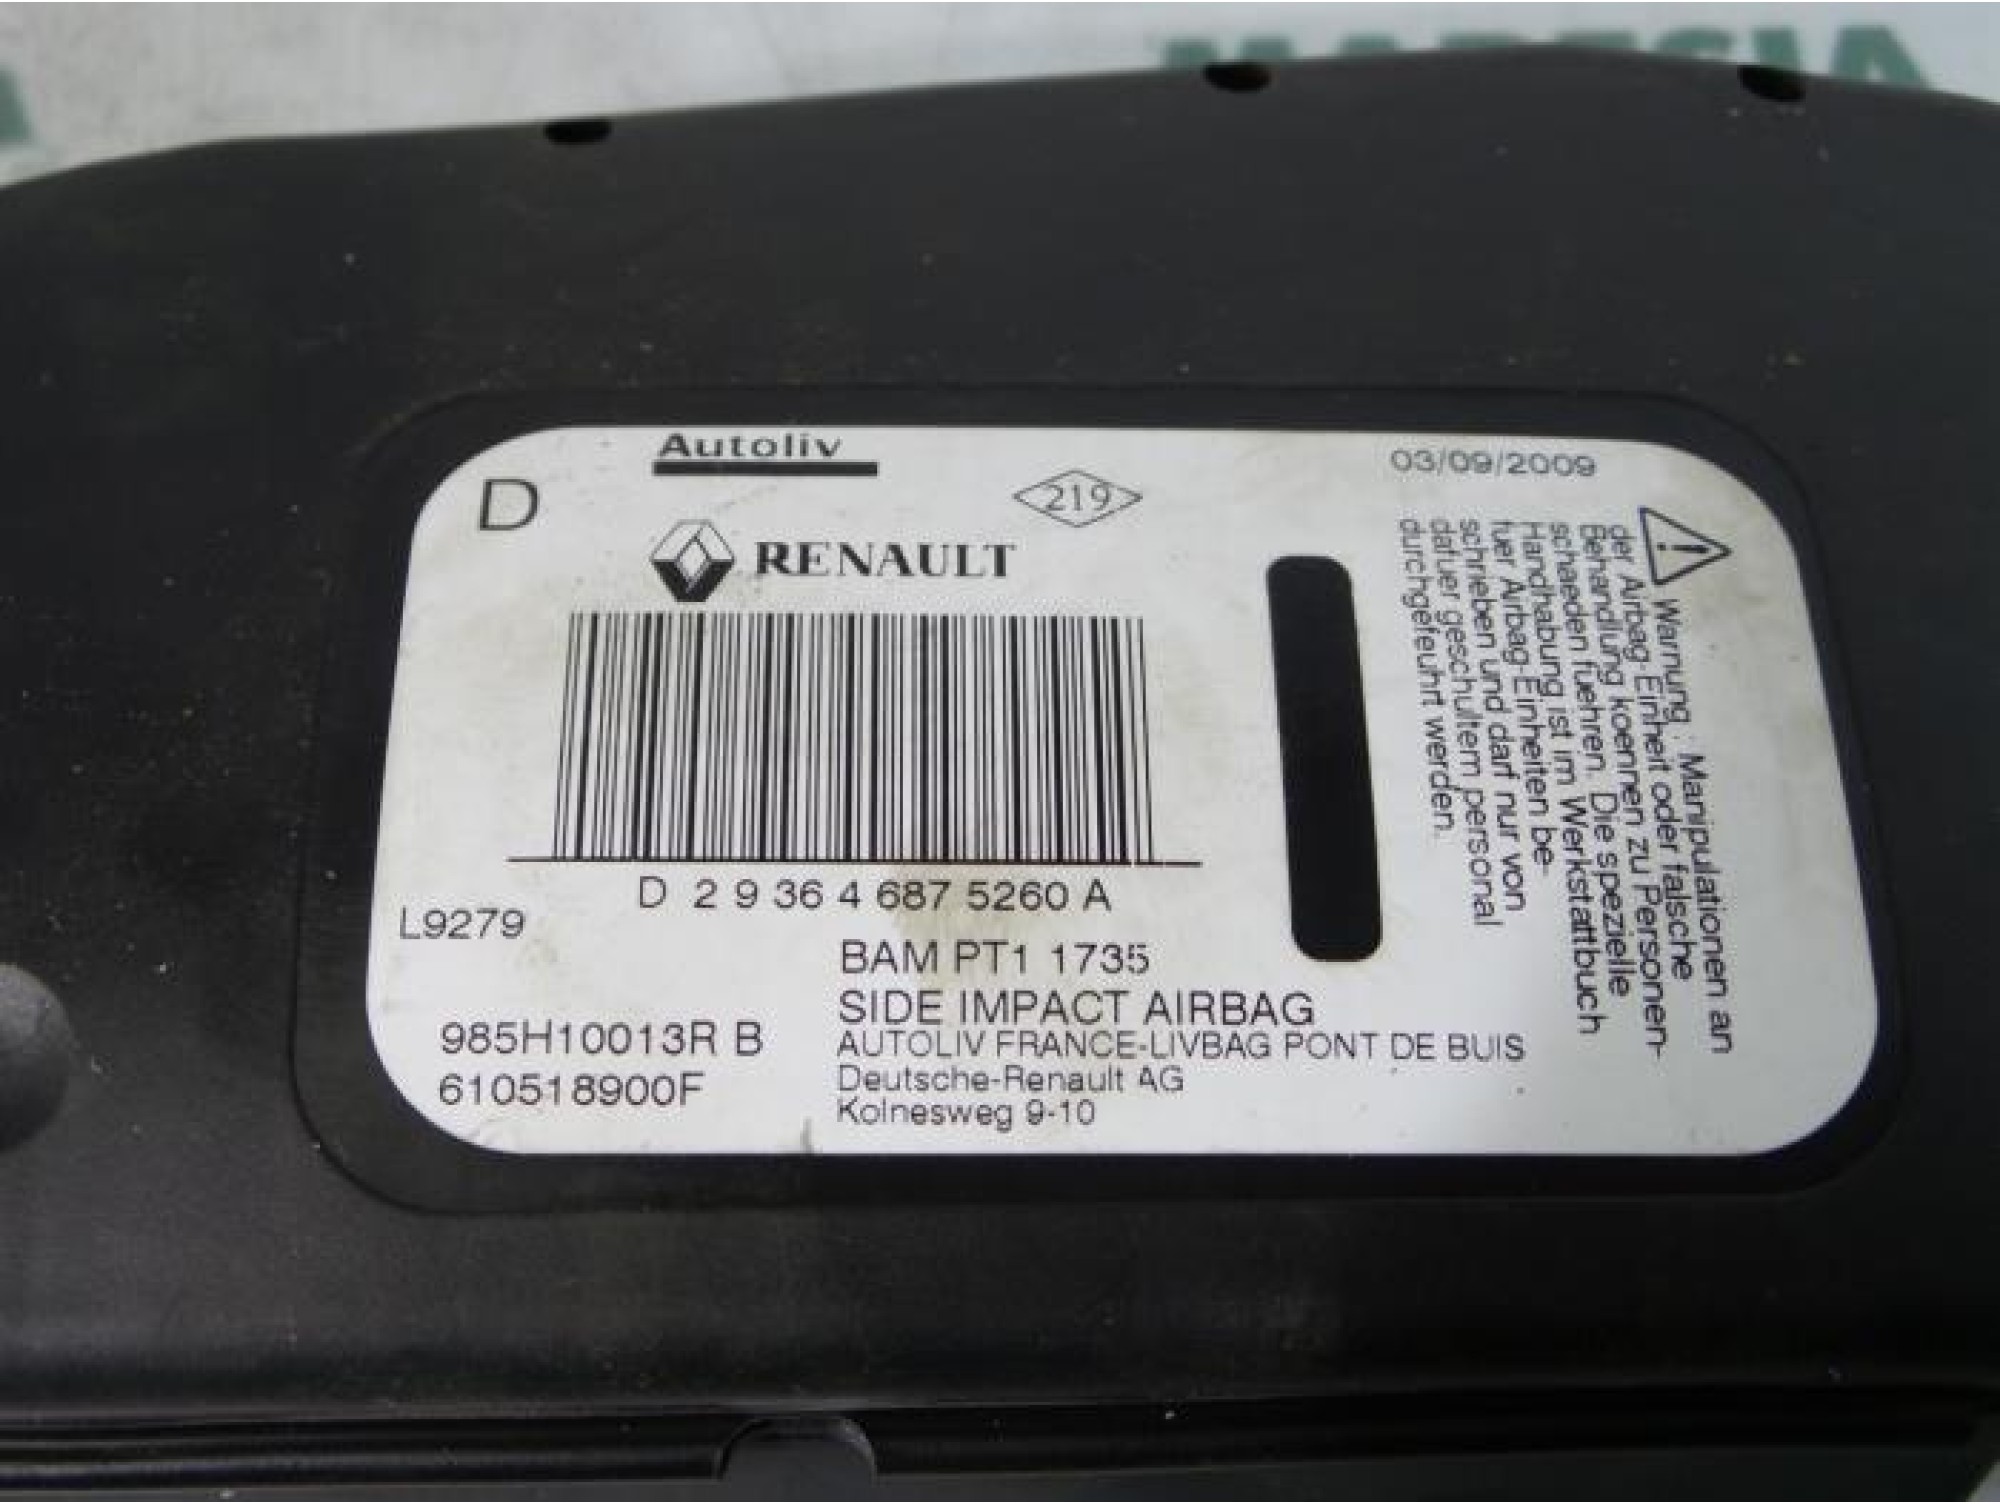 Autoliv
D
219
03/09/2009
RENAULT
D 2 9 36 4 687 5260 A
L9279
BAM PT1 1735
SIDE IMPACT AIRBAG
985H10013R B
AUTOLIV FRANCE-LIVBAG PONT DE BUIS
610518900F
Deutsche-Renault AG
Kolnesweg 9-10
Warnung. Manipulationen an
der Airbag-Einheit oder falsche
Behandlung koennen zu Personen-
schaeden fuehren. Die spezielle
Handhabung ist im Werkstattbuch
fuer Airbag-Einheiten be-
schrieben und darf nur von
dafuer geschultem personal
durchgefeuhrt werden.